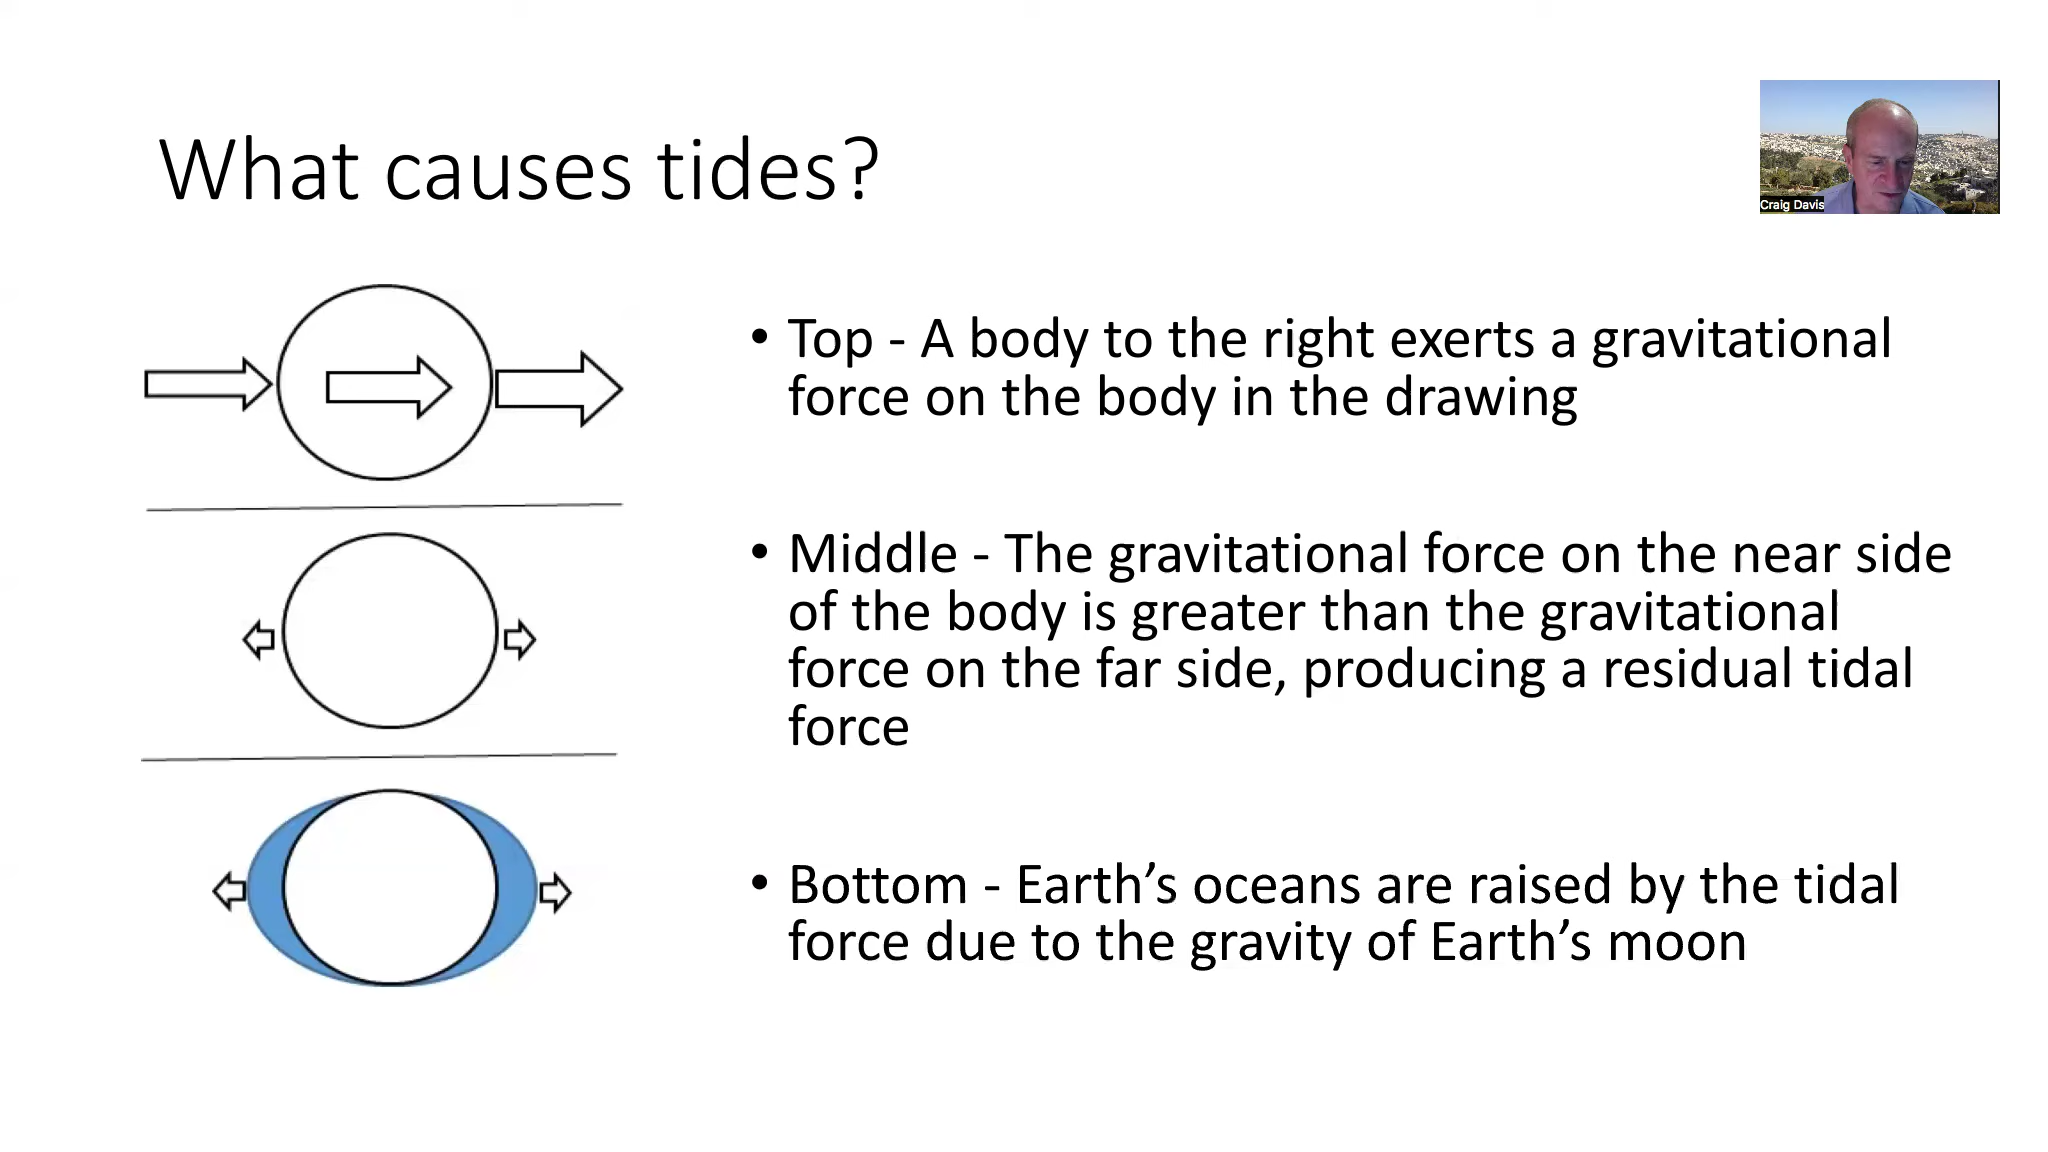 What causes tides?
Craig Davis
• Top - A body to the right exerts a gravitational
force on the body in the drawing
• Middle - The gravitational force on the near side
of the body is greater than the gravitational
force on the far side, producing a residual tidal
force
• Bottom - Earth’s oceans are raised by the tidal
force due to the gravity of Earth’s moon